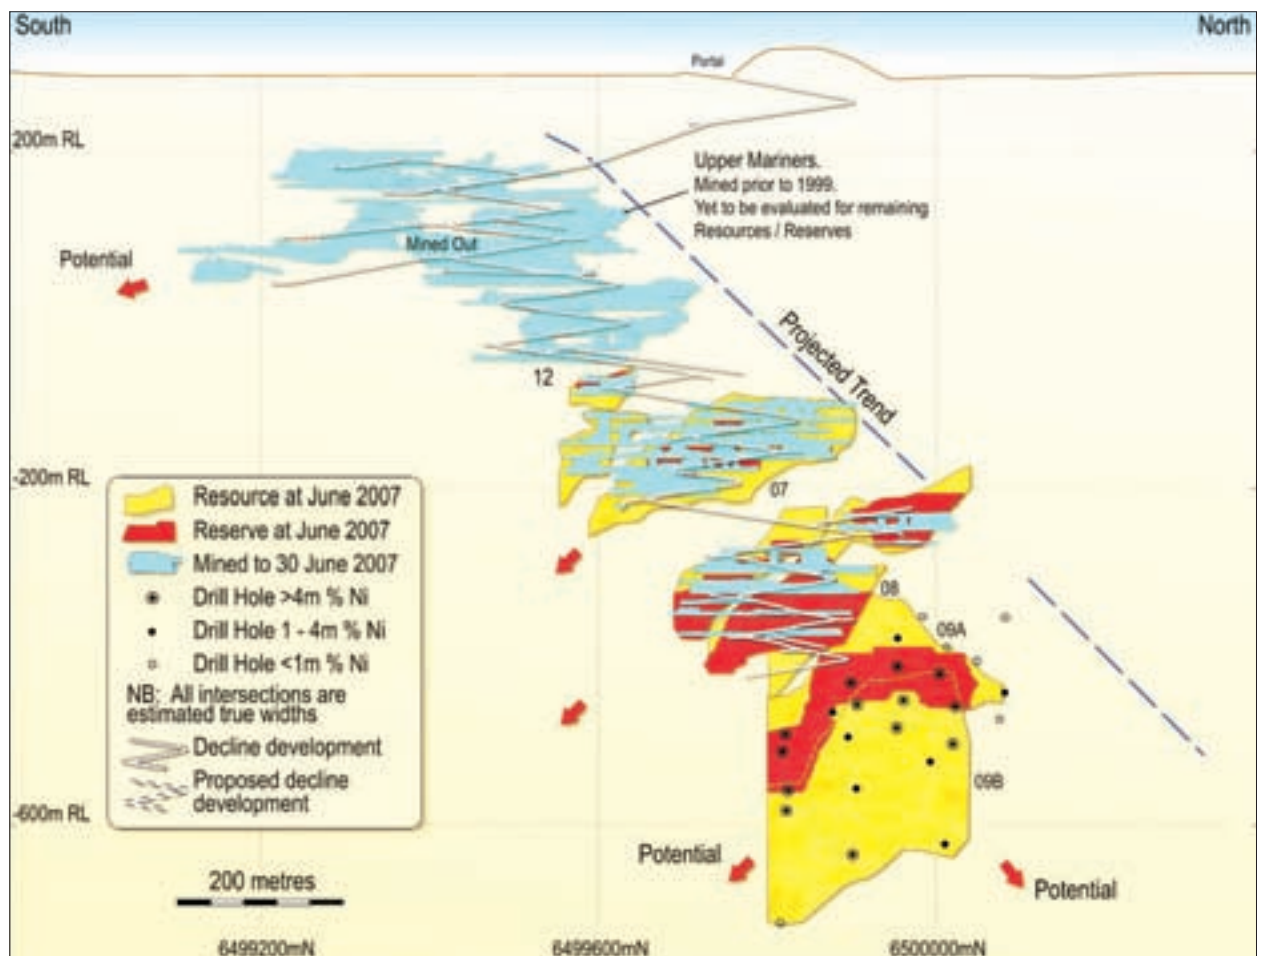 South
North
Portal
200m RL
Upper Mariners.
Mined prior to 1999.
Yet to be evaluated for remaining
Resources / Reserves
Mined Out
Potential
Projected Trend
12
-200m RL
07
Resource at June 2007
Reserve at June 2007
Mined to 30 June 2007
Drill Hole >4m % Ni
Drill Hole 1 - 4m % Ni
Drill Hole <1m % Ni
NB: All intersections are
estimated true widths
Decline development
Proposed decline
development
08
09A
09B
-600m RL
Potential
Potential
200 metres
6499200mN
6499600mN
6500000mN